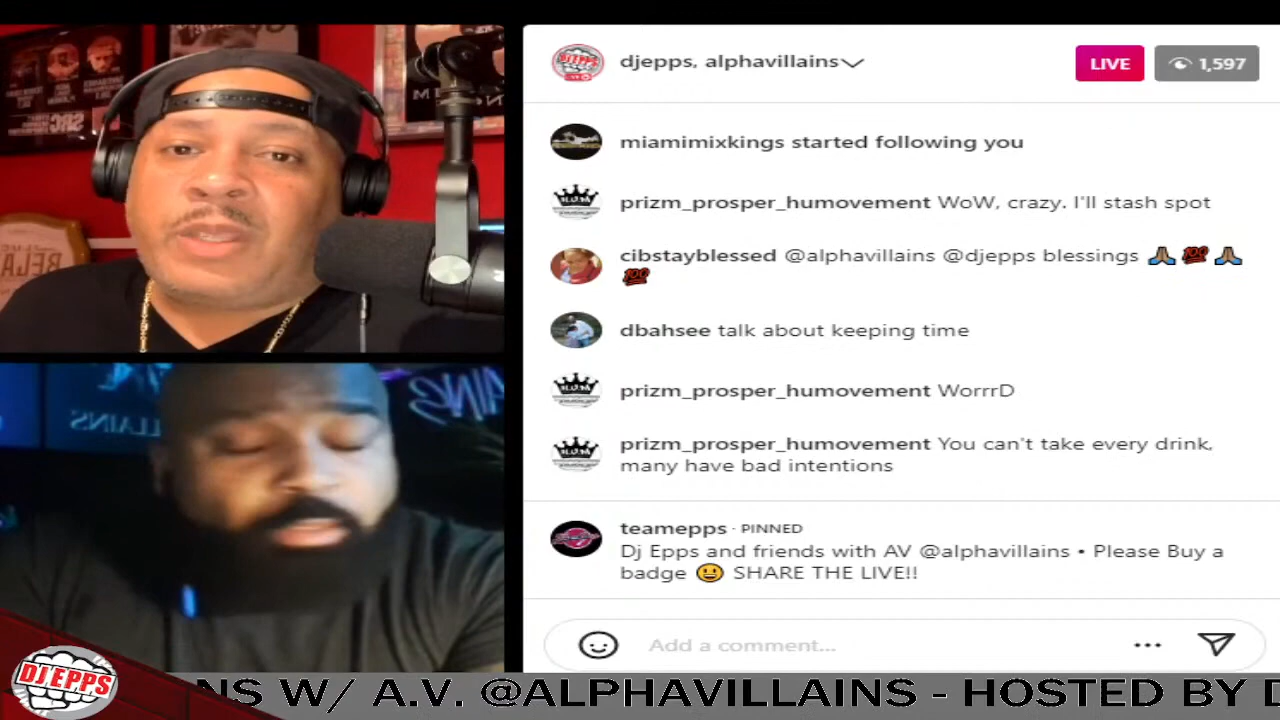 djepps, alphavillains
LIVE
1,597
miamimixkings started following you
prizm_prosper_humovement WoW, crazy. I'll stash spot
cibstayblessed @alphavillains @djepps blessings 🙏🏽 💯 🙏🏽
💯
dbahsee talk about keeping time
prizm_prosper_humovement WorrrD
prizm_prosper_humovement You can't take every drink,
many have bad intentions
teamepps · PINNED
Dj Epps and friends with AV @alphavillains • Please Buy a
badge 😀 SHARE THE LIVE!!
Add a comment...
SRC
DJ EPPS
NS W/ A.V. @ALPHAVILLAINS - HOSTED BY D